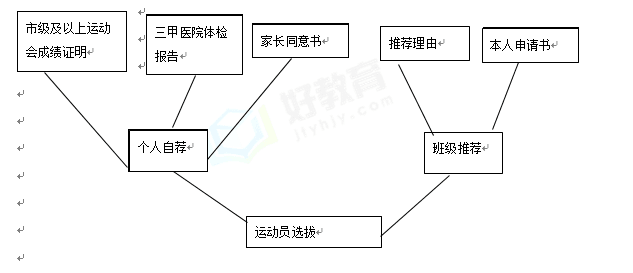 市级及以上运动
会成绩证明
三甲医院体检
报告
家长同意书
推荐理由
本人申请书
好教育
jtyhjy.com
个人自荐
班级推荐
运动员选拔